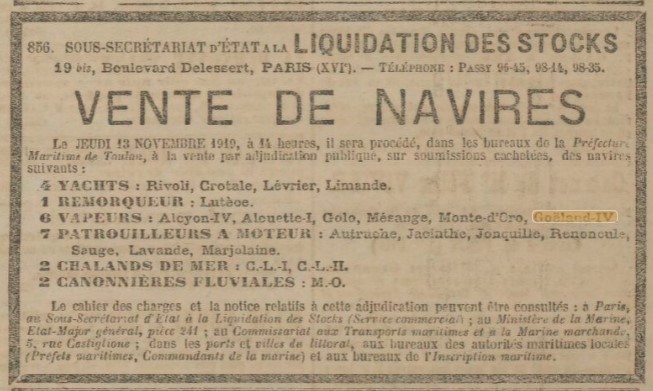 856. SOUS-SECRÉTARIAT D'ÉTAT A LA LIQUIDATION DES STOCKS
19 bis, Boulevard Delessert, PARIS (XVIe). — TÉLÉPHONE : PASSY 96-45, 98-14, 98-35.
VENTE DE NAVIRES
Le JEUDI 13 NOVEMBRE 1919, à 14 heures, il sera procédé, dans les bureaux de la Préfecture
Maritime de Toulon, à la vente par adjudication publique, sur soumissions cachetées, des navires
suivants :
4 YACHTS : Rivoli, Crotale, Lévrier, Limande.
1 REMORQUEUR : Lutèce.
6 VAPEURS : Alcyon-IV, Alouette-I, Golo, Mésange, Monte-d'Oro, Goéland-IV.
7 PATROUILLEURS A MOTEUR : Autruche, Jacinthe, Jonquille, Renoncule,
Sauge, Lavande, Marjolaine.
2 CHALANDS DE MER : C.-L.-I, C.-L.-II.
2 CANONNIÈRES FLUVIALES : M.-O.
Le cahier des charges et la notice relatifs à cette adjudication peuvent être consultés : à Paris,
au Sous-Secrétariat d'Etat à la Liquidation des Stocks (Service commercial) ; au Ministère de la Marine,
Etat-Major général, pièce 241 ; au Commissariat aux Transports maritimes et à la Marine marchande,
5, rue Castiglione ; dans les ports et villes du littoral, aux bureaux des autorités maritimes locales
(Préfets maritimes, Commandants de la marine) et aux bureaux de l'Inscription maritime.